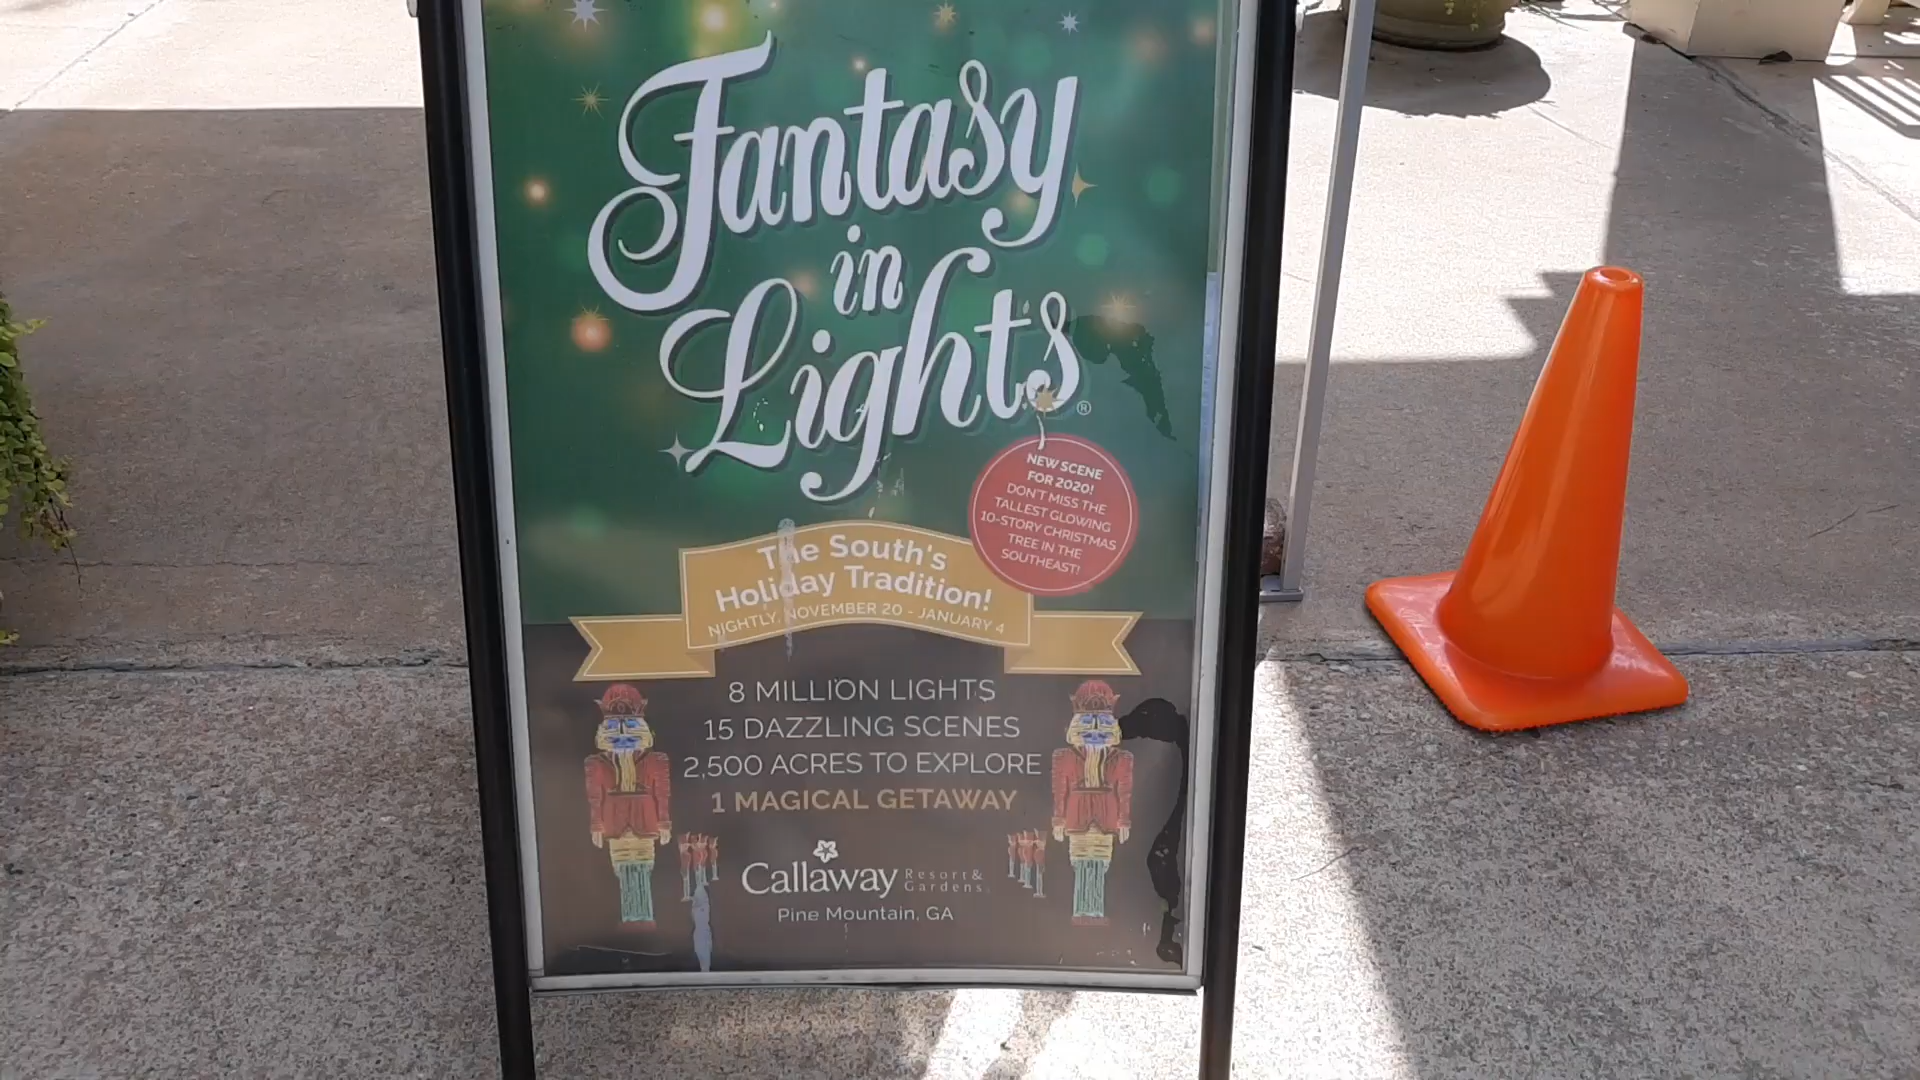 Fantasy
in
Lights®
NEW SCENE
FOR 2020!
DON'T MISS THE
TALLEST GLOWING
10-STORY CHRISTMAS
TREE IN THE
SOUTHEAST!
The South's
Holiday Tradition!
NIGHTLY, NOVEMBER 20 - JANUARY 4
8 MILLION LIGHTS
15 DAZZLING SCENES
2,500 ACRES TO EXPLORE
1 MAGICAL GETAWAY
Callaway Resort &
Gardens
Pine Mountain, GA